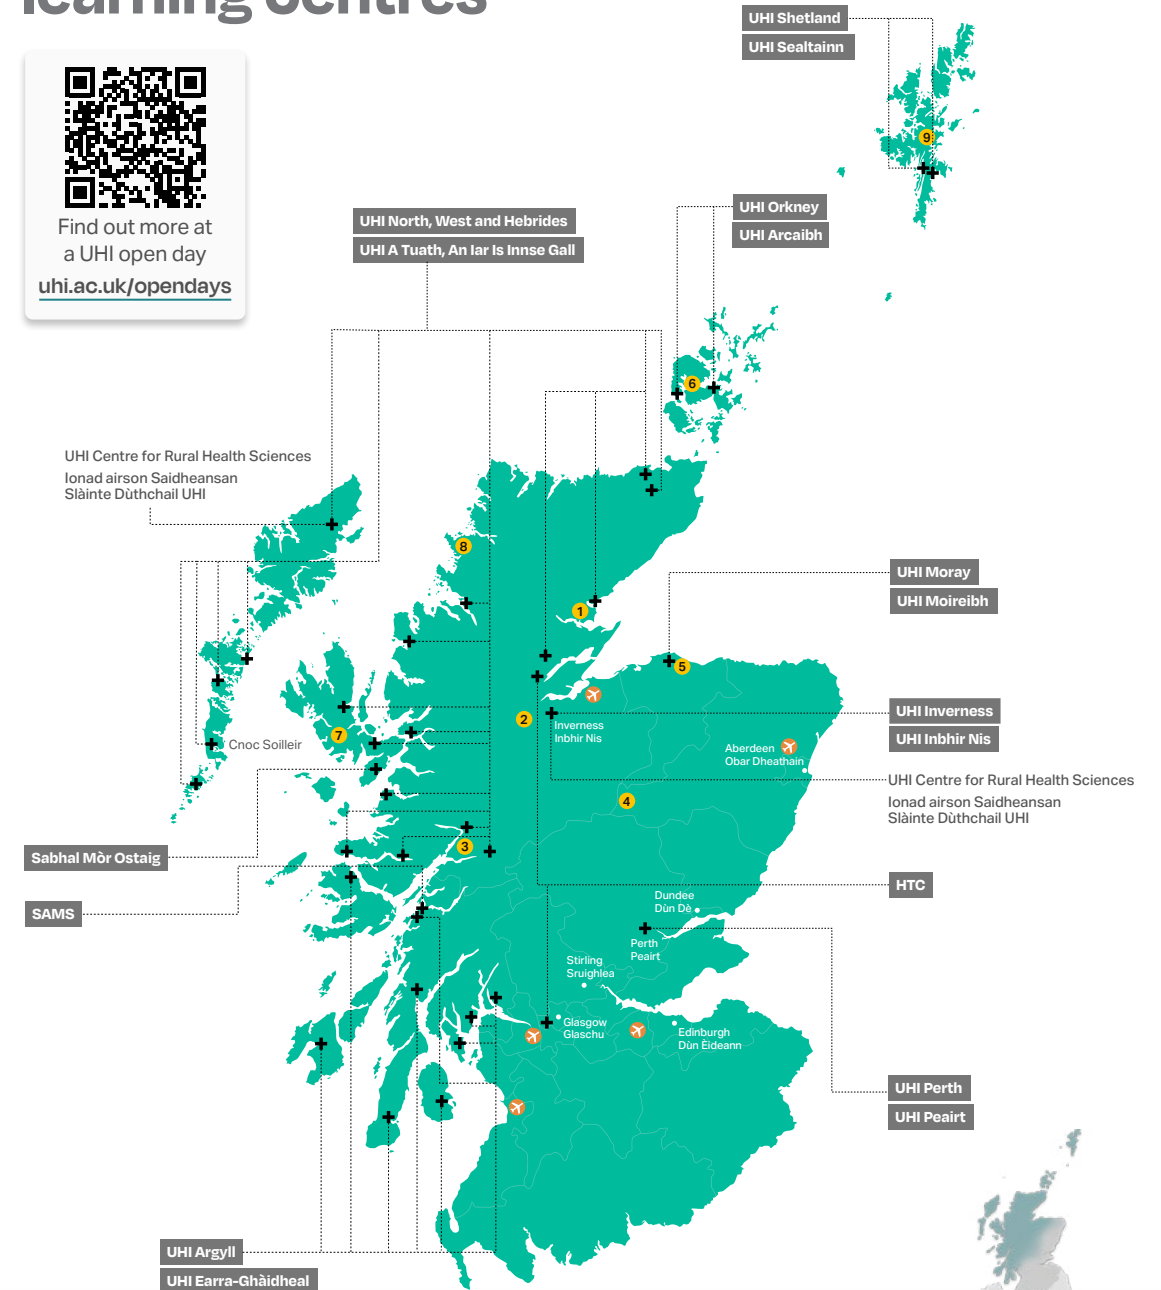 learning centres
UHI Shetland
UHI Sealtainn
9
Find out more at
a UHI open day
uhi.ac.uk/opendays
UHI North, West and Hebrides
UHI A Tuath, An Iar Is Innse Gall
UHI Orkney
UHI Arcaibh
6
UHI Centre for Rural Health Sciences
Ionad airson Saidheansan
Slàinte Dùthchail UHI
8
1
UHI Moray
UHI Moireibh
5
2
7
Cnoc Soilleir
Inverness
Inbhir Nis
UHI Inverness
UHI Inbhir Nis
Aberdeen
Obar Dheathain
UHI Centre for Rural Health Sciences
Ionad airson Saidheansan
Slàinte Dùthchail UHI
4
3
Sabhal Mòr Ostaig
SAMS
HTC
Dundee
Dùn Dè
Perth
Peairt
Stirling
Sruighlea
Glasgow
Glaschu
Edinburgh
Dùn Èideann
UHI Perth
UHI Peairt
UHI Argyll
UHI Earra-Ghàidheal